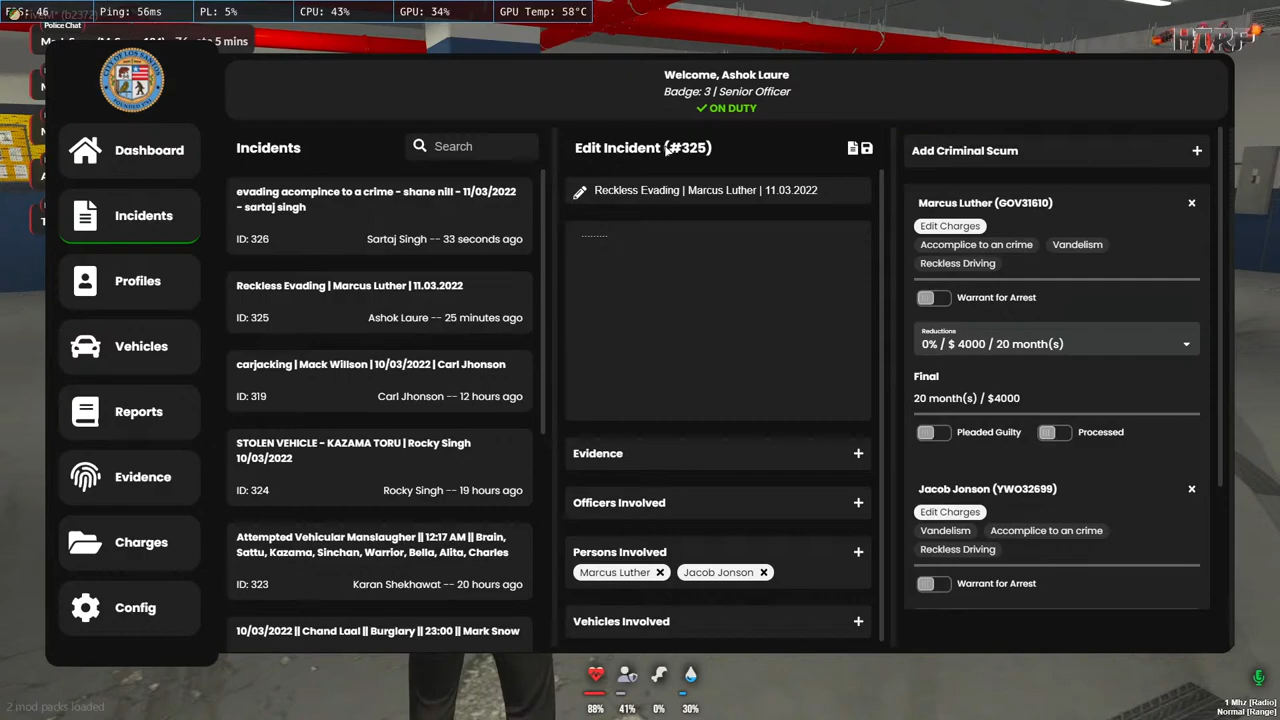 FPS: 46
Ping: 56ms
PL: 5%
CPU: 43%
GPU: 34%
GPU Temp: 58°C
Police Chat
5 mins
HTRP
Welcome, Ashok Laure
Badge: 3 | Senior Officer
ON DUTY
Dashboard
Incidents
Profiles
Vehicles
Reports
Evidence
Charges
Config
Incidents
Search
evading acompince to a crime - shane nill - 11/03/2022
- sartaj singh
ID: 326
Sartaj Singh -- 33 seconds ago
Reckless Evading | Marcus Luther | 11.03.2022
ID: 325
Ashok Laure -- 25 minutes ago
carjacking | Mack Willson | 10/03/2022 | Carl Jhonson
ID: 319
Carl Jhonson -- 12 hours ago
STOLEN VEHICLE - KAZAMA TORU | Rocky Singh
10/03/2022
ID: 324
Rocky Singh -- 19 hours ago
Attempted Vehicular Manslaugher || 12:17 AM || Brain,
Sattu, Kazama, Sinchan, Warrior, Bella, Alita, Charles
ID: 323
Karan Shekhawat -- 20 hours ago
10/03/2022 || Chand Laal || Burglary || 23:00 || Mark Snow
Edit Incident (#325)
Reckless Evading | Marcus Luther | 11.03.2022
.........
Evidence
Officers Involved
Persons Involved
Marcus Luther
Jacob Jonson
Vehicles Involved
Add Criminal Scum
Marcus Luther (GOV31610)
Edit Charges
Accomplice to an crime
Vandelism
Reckless Driving
Warrant for Arrest
Reductions
0% / $ 4000 / 20 month(s)
Final
20 month(s) / $4000
Pleaded Guilty
Processed
Jacob Jonson (YWO32699)
Edit Charges
Vandelism
Accomplice to an crime
Reckless Driving
Warrant for Arrest
88%
41%
0%
30%
2 mod packs loaded
1 Mhz [Radio]
Normal [Range]